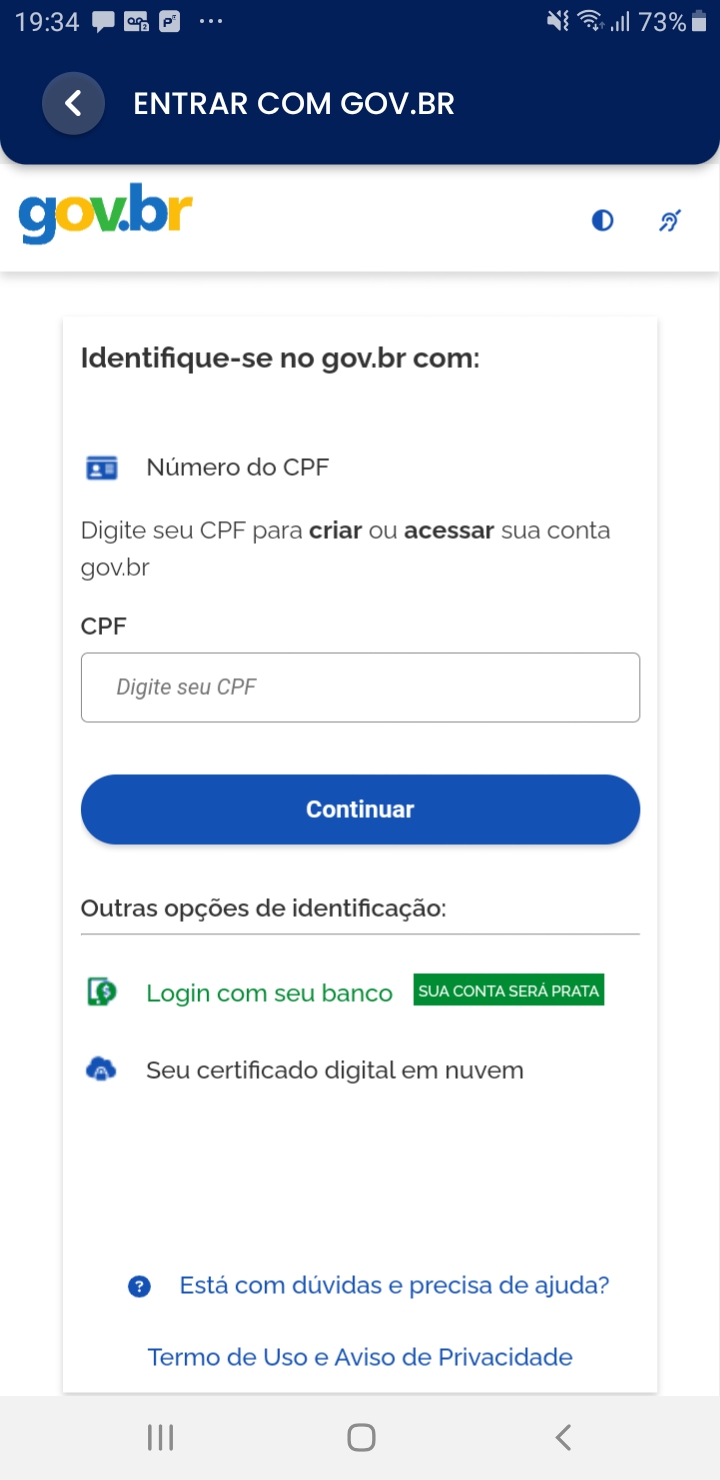 19:34 73%
ENTRAR COM GOV.BR
gov.br
Identifique-se no gov.br com:
Número do CPF
Digite seu CPF para criar ou acessar sua conta
gov.br
CPF
Digite seu CPF
Continuar
Outras opções de identificação:
Login com seu banco SUA CONTA SERÁ PRATA
Seu certificado digital em nuvem
Está com dúvidas e precisa de ajuda?
Termo de Uso e Aviso de Privacidade